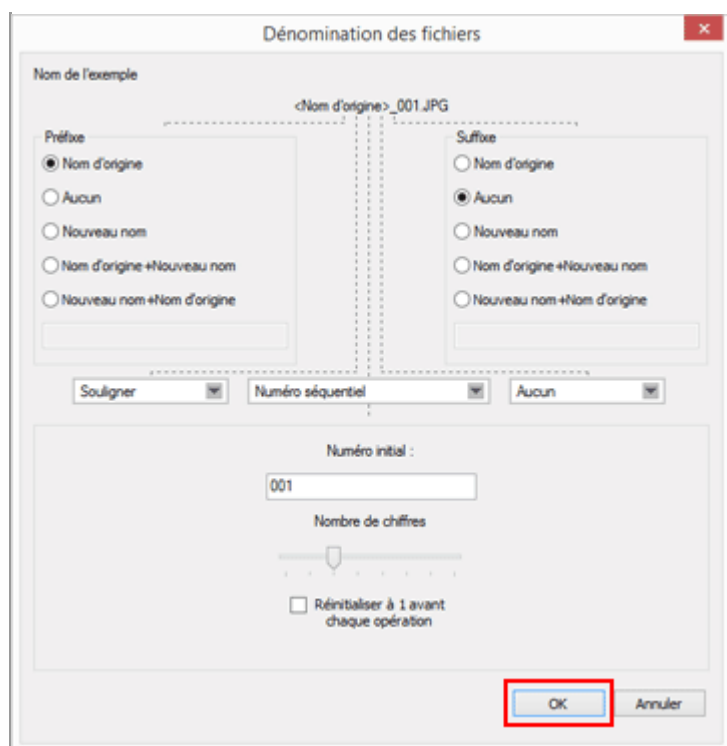 Dénomination des fichiers
Nom de l'exemple
<Nom d'origine>_001.JPG
Préfixe
Nom d'origine
Aucun
Nouveau nom
Nom d'origine+Nouveau nom
Nouveau nom+Nom d'origine
Suffixe
Nom d'origine
Aucun
Nouveau nom
Nom d'origine+Nouveau nom
Nouveau nom+Nom d'origine
Souligner
Numéro séquentiel
Aucun
Numéro initial :
001
Nombre de chiffres
Réinitialiser à 1 avant
chaque opération
OK
Annuler